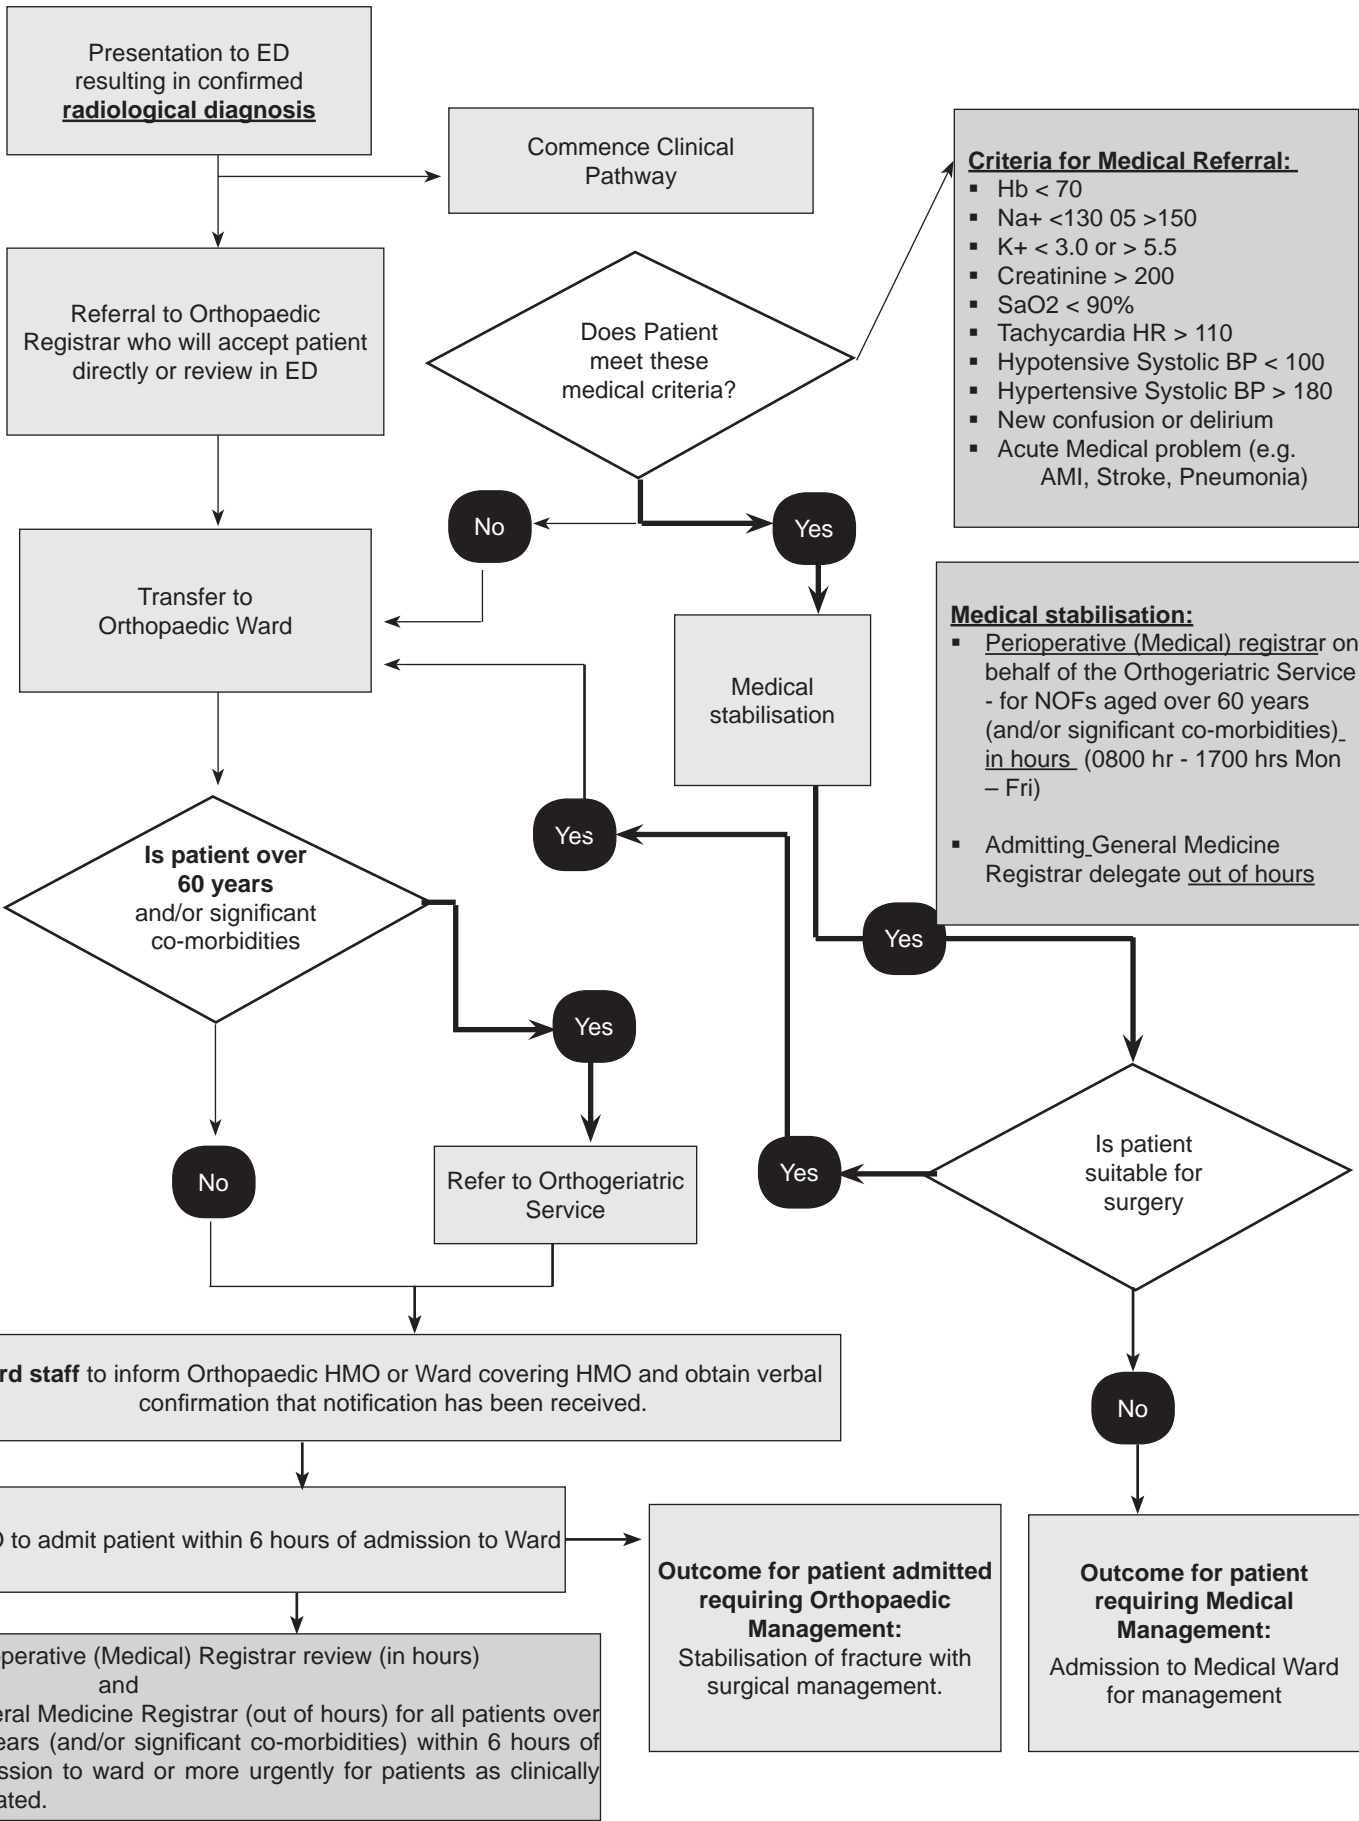 Presentation to ED
resulting in confirmed
radiological diagnosis
Commence Clinical
Pathway
Criteria for Medical Referral:
▪ Hb < 70
▪ Na+ <130 05 >150
▪ K+ < 3.0 or > 5.5
▪ Creatinine > 200
▪ SaO2 < 90%
▪ Tachycardia HR > 110
▪ Hypotensive Systolic BP < 100
▪ Hypertensive Systolic BP > 180
▪ New confusion or delirium
▪ Acute Medical problem (e.g.
AMI, Stroke, Pneumonia)
Referral to Orthopaedic
Registrar who will accept patient
directly or review in ED
Does Patient
meet these
medical criteria?
No
Yes
Transfer to
Orthopaedic Ward
Medical
stabilisation
Medical stabilisation:
▪ Perioperative (Medical) registrar on
behalf of the Orthogeriatric Service
- for NOFs aged over 60 years
(and/or significant co-morbidities)
in hours (0800 hr - 1700 hrs Mon
– Fri)
▪ Admitting General Medicine
Registrar delegate out of hours
Yes
Is patient over
60 years
and/or significant
co-morbidities
Yes
Yes
Is patient
suitable for
surgery
Yes
No
Refer to Orthogeriatric
Service
rd staff to inform Orthopaedic HMO or Ward covering HMO and obtain verbal
confirmation that notification has been received.
No
to admit patient within 6 hours of admission to Ward
Outcome for patient admitted
requiring Orthopaedic
Management:
Stabilisation of fracture with
surgical management.
Outcome for patient
requiring Medical
Management:
Admission to Medical Ward
for management
perative (Medical) Registrar review (in hours)
and
eral Medicine Registrar (out of hours) for all patients over
ears (and/or significant co-morbidities) within 6 hours of
ssion to ward or more urgently for patients as clinically
ated.